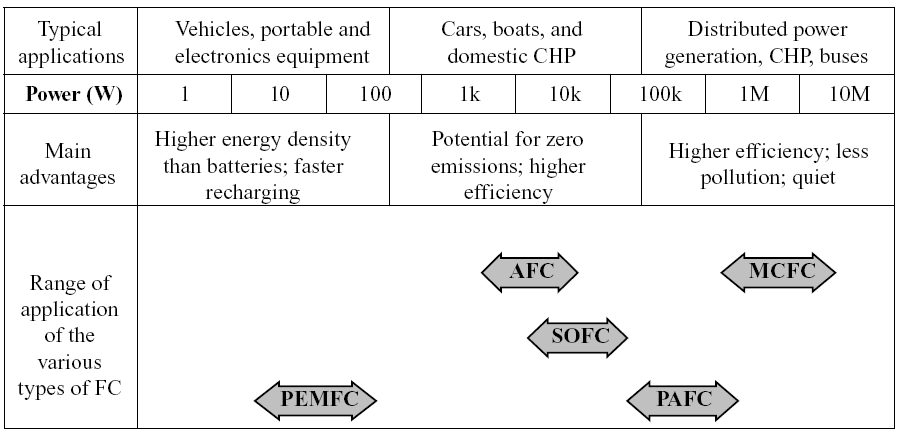 Typical
applications
Vehicles, portable and
electronics equipment
Cars, boats, and
domestic CHP
Distributed power
generation, CHP, buses
Power (W) 1 10 100 1k 10k 100k 1M 10M
Main
advantages
Higher energy density
than batteries; faster
recharging
Potential for zero
emissions; higher
efficiency
Higher efficiency; less
pollution; quiet
Range of
application
of the
various
types of FC
AFC MCFC
SOFC
PEMFC PAFC